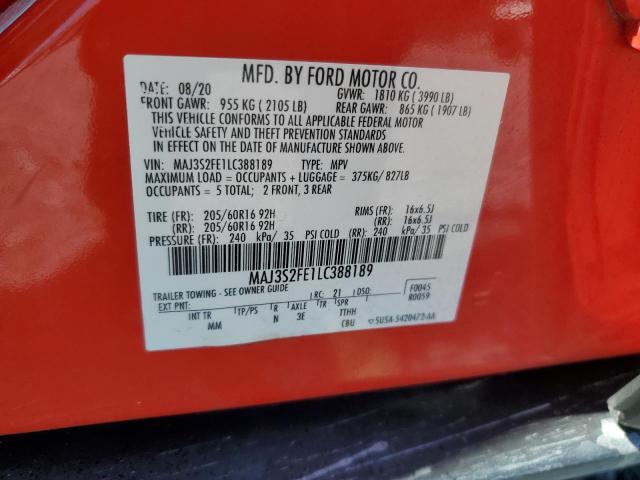 MFD. BY FORD MOTOR CO.
DATE: 08/20 GVWR: 1810 KG ( 3990 LB)
FRONT GAWR: 955 KG ( 2105 LB) REAR GAWR: 865 KG ( 1907 LB)
THIS VEHICLE CONFORMS TO ALL APPLICABLE FEDERAL MOTOR
VEHICLE SAFETY AND THEFT PREVENTION STANDARDS
IN EFFECT ON THE DATE OF MANUFACTURE SHOWN ABOVE.
VIN: MAJ3S2FE1LC388189 TYPE: MPV
MAXIMUM LOAD = OCCUPANTS + LUGGAGE = 375KG/ 827LB
OCCUPANTS = 5 TOTAL; 2 FRONT, 3 REAR
TIRE (FR): 205/60R16 92H RIMS (FR): 16x6.5J
(RR): 205/60R16 92H (RR): 16x6.5J
PRESSURE (FR): 240 kPa/ 35 PSI COLD (RR): 240 kPa/ 35 PSI COLD
MAJ3S2FE1LC388189
TRAILER TOWING - SEE OWNER GUIDE F0045
EXT PNT: RC: 21 DSO: R0059
INT TR TP/PS R AXLE TR SPR
MM N 3E TTHH
CBU ▽5U5A-5420472-AA